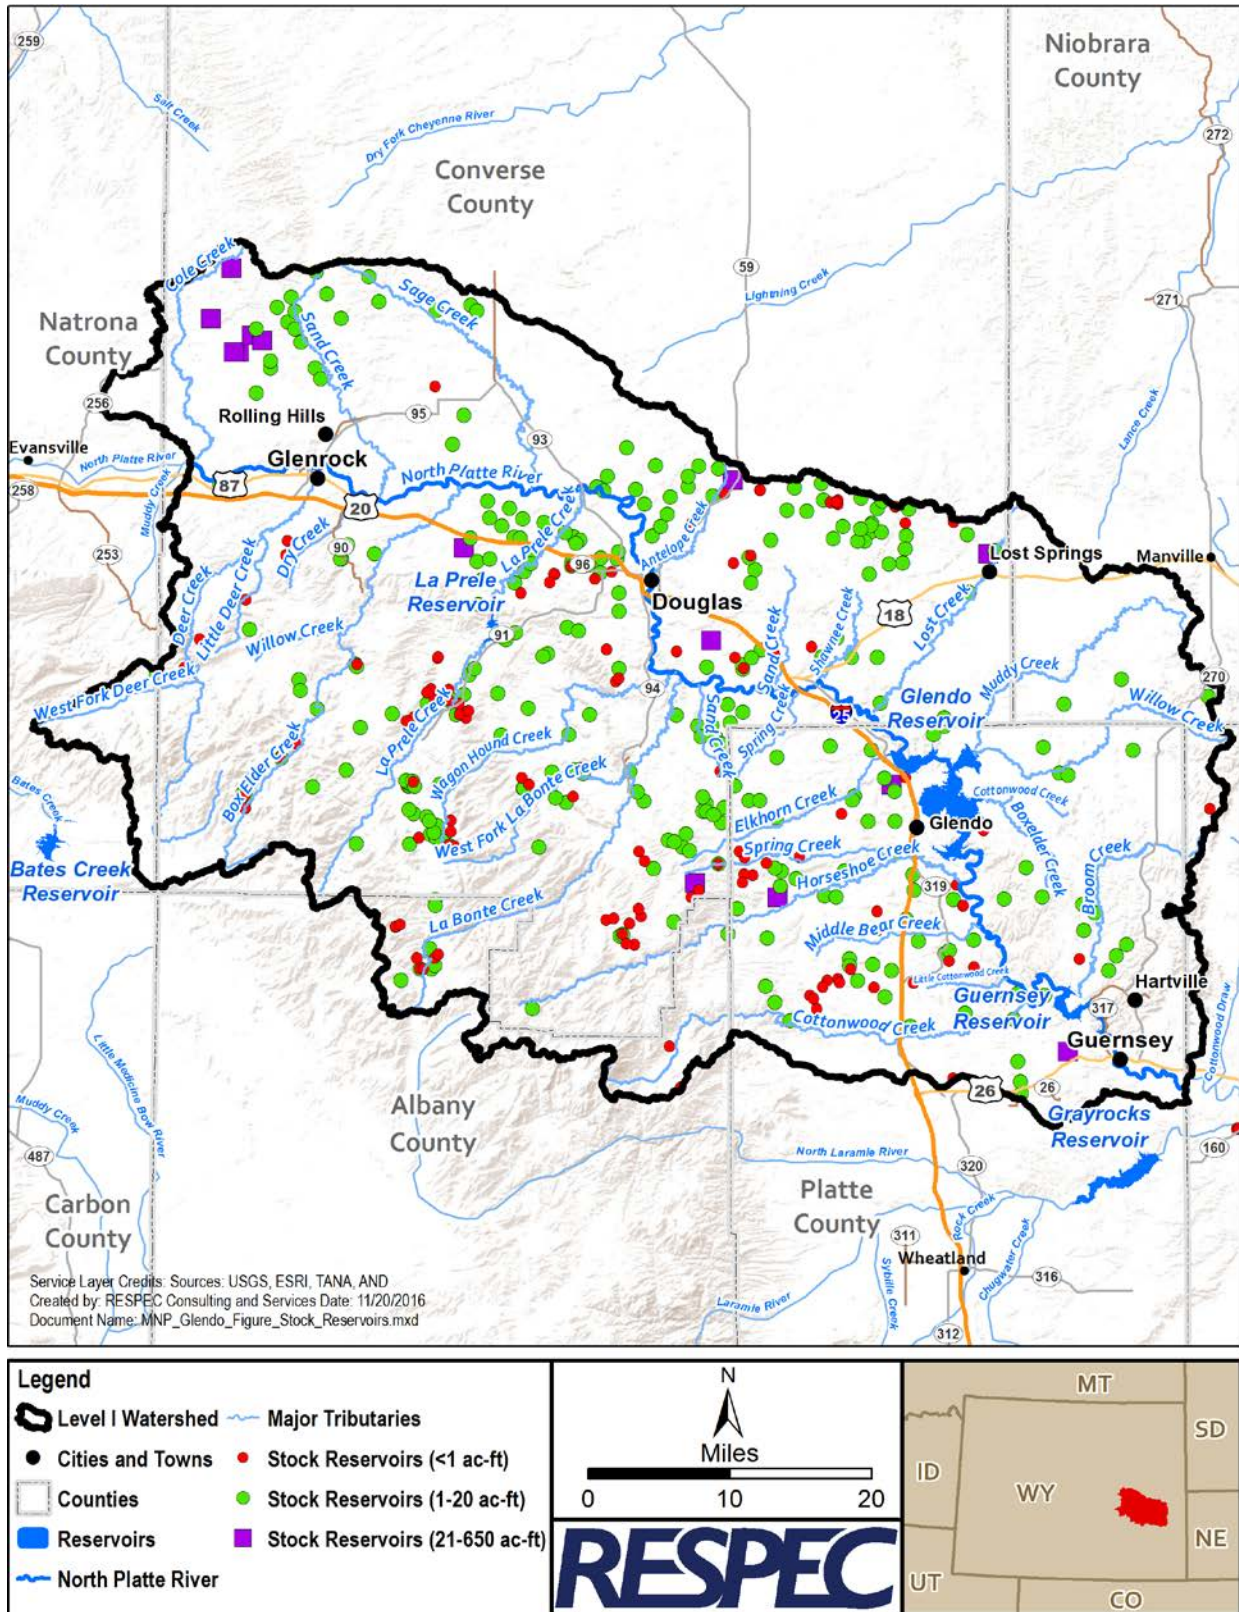 259
Niobrara
County
Salt Creek
Dry Fork Cheyenne River
272
Converse
County
Cole Creek
59
Lightning Creek
271
Sage Creek
Natrona
County
Sand Creek
256
95
Rolling Hills
93
Lance Creek
Evansville
North Platte River
Glenrock
North Platte River
258
87
20
Muddy Creek
253
Dry Creek
90
La Prele Creek
Antelope Creek
96
Lost Springs
Manville
Deer Creek
Little Deer Creek
La Prele
Reservoir
Douglas
18
Lost Creek
Willow Creek
91
Sand Creek
Shawnee Creek
Muddy Creek
West Fork Deer Creek
94
270
Willow Creek
Glendo
Reservoir
25
La Prele Creek
Wagon Hound Creek
Sand Creek
Spring Creek
BoxElder Creek
West Fork La Bonte Creek
Elkhorn Creek
Cottonwood Creek
Boxelder Creek
Bates Creek
Glendo
Bates Creek
Reservoir
Spring Creek
Horseshoe Creek
Broom Creek
319
La Bonte Creek
Middle Bear Creek
Little Cottonwood Creek
Hartville
Guernsey
Reservoir
317
Cottonwood Creek
Guernsey
Cottonwood Draw
26
26
Albany
County
Grayrocks
Reservoir
Muddy Creek
Little Medicine Bow River
North Laramie River
160
487
320
Carbon
County
Platte
County
Rock Creek
311
Wheatland
Sybille Creek
Chugwater Creek
316
Laramie River
312
Service Layer Credits: Sources: USGS, ESRI, TANA, AND
Created by: RESPEC Consulting and Services Date: 11/20/2016
Document Name: MNP_Glendo_Figure_Stock_Reservoirs.mxd
Legend
Level I Watershed
Major Tributaries
Cities and Towns
Stock Reservoirs (<1 ac-ft)
Counties
Stock Reservoirs (1-20 ac-ft)
Reservoirs
Stock Reservoirs (21-650 ac-ft)
North Platte River
N
Miles
0 10 20
RESPEC
MT
SD
ID
WY
NE
UT
CO